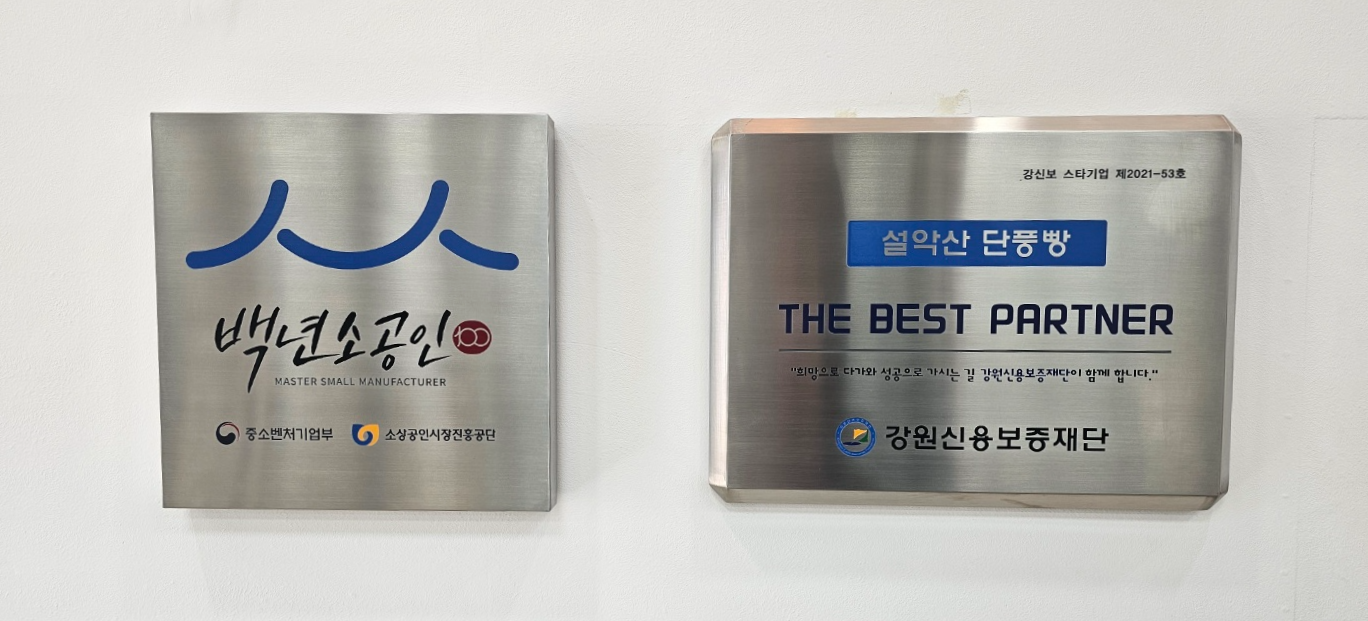 백년소공인
100
MASTER SMALL MANUFACTURER
중소벤처기업부 소상공인시장진흥공단
강신보 스타기업 제2021-53호
설악산 단풍빵
THE BEST PARTNER
"희망으로 다가와 성공으로 가시는 길 강원신용보증재단이 함께 합니다."
강원신용보증재단